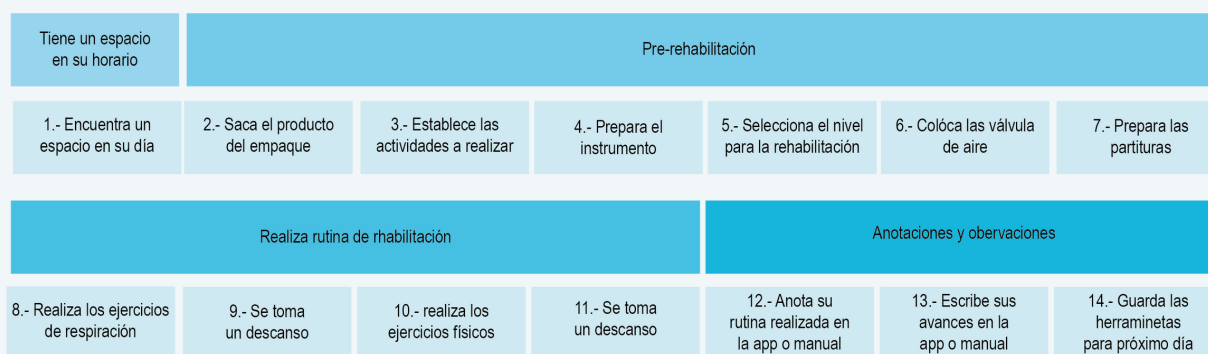 Tiene un espacio
en su horario
Pre-rehabilitación
1.- Encuentra un
espacio en su día
2.- Saca el producto
del empaque
3.- Establece las
actividades a realizar
4.- Prepara el
instrumento
5.- Selecciona el nivel
para la rehabilitación
6.- Colóca las válvula
de aire
7.- Prepara las
partituras
Realiza rutina de rhabilitación
Anotaciones y obervaciones
8.- Realiza los ejercicios
de respiración
9.- Se toma
un descanso
10.- realiza los
ejercicios físicos
11.- Se toma
un descanso
12.- Anota su
rutina realizada en
la app o manual
13.- Escribe sus
avances en la
app o manual
14.- Guarda las
herraminetas
para próximo día